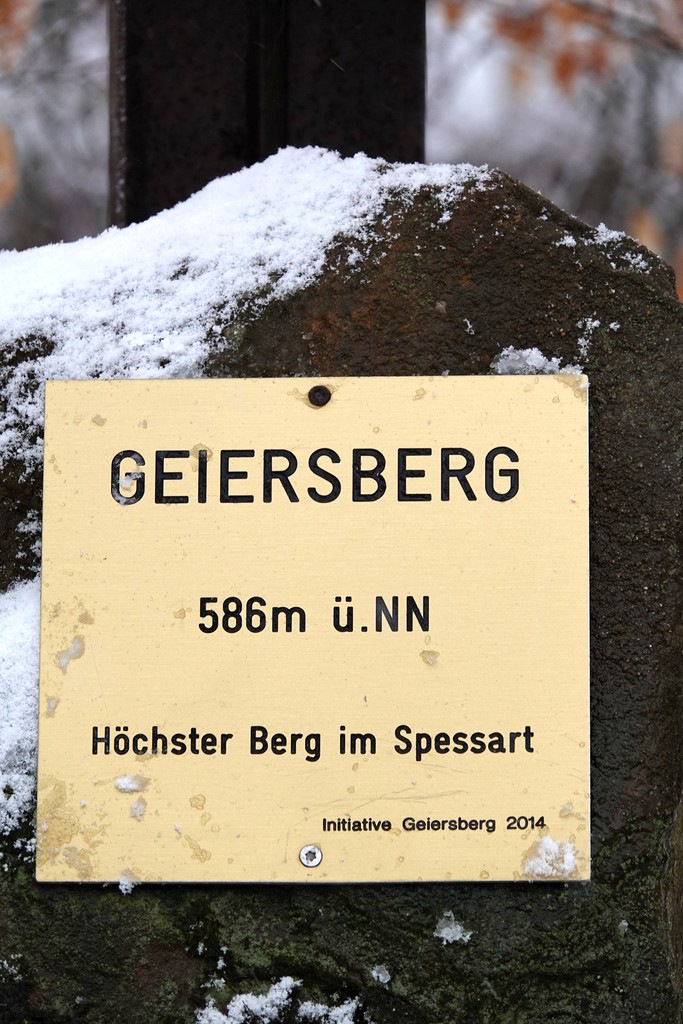 GEIERSBERG
586m ü.NN
Höchster Berg im Spessart
Initiative Geiersberg 2014